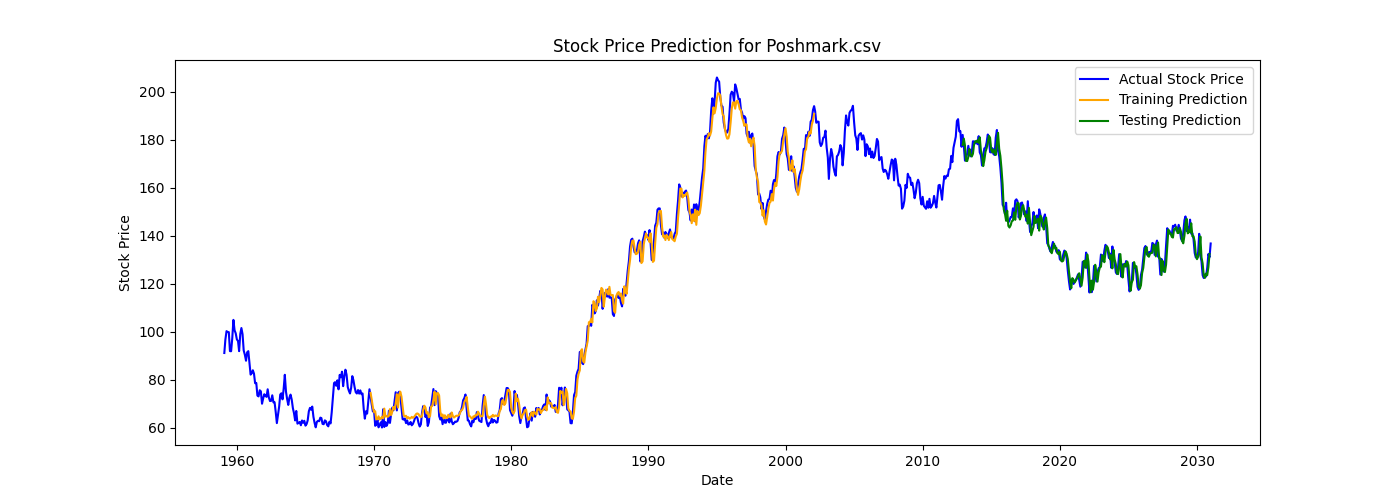 Stock Price Prediction for Poshmark.csv
Actual Stock Price
Training Prediction
Testing Prediction
Stock Price
200
180
160
140
120
100
80
60
1960 1970 1980 1990 2000 2010 2020 2030
Date